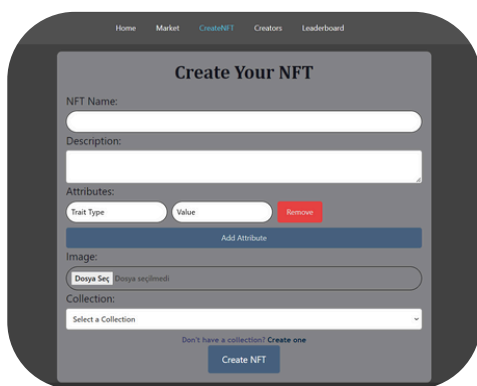 Home Market CreateNFT Creators Leaderboard
Create Your NFT
NFT Name:
Description:
Attributes:
Trait Type Value Remove
Add Attribute
Image:
Dosya Seç Dosya seçilmedi
Collection:
Select a Collection
Don't have a collection? Create one
Create NFT